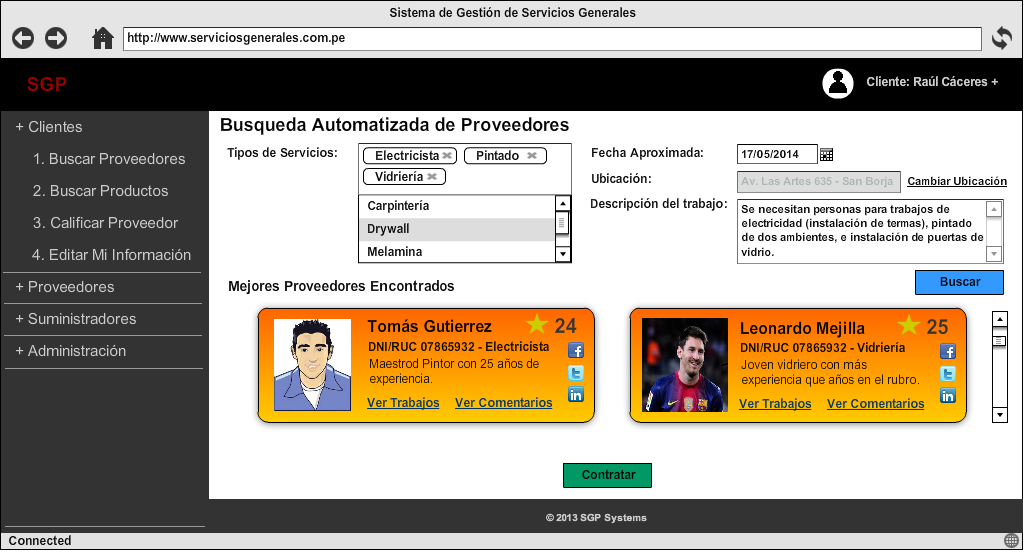 Sistema de Gestión de Servicios Generales
http://www.serviciosgenerales.com.pe
SGP
Cliente: Raúl Cáceres +
+ Clientes
1. Buscar Proveedores
2. Buscar Productos
3. Calificar Proveedor
4. Editar Mi Información
+ Proveedores
+ Suministradores
+ Administración
Busqueda Automatizada de Proveedores
Tipos de Servicios:
Electricista
Pintado
Vidriería
Carpintería
Drywall
Melamina
Fecha Aproximada:
17/05/2014
Ubicación:
Av. Las Artes 635 - San Borja
Cambiar Ubicación
Descripción del trabajo:
Se necesitan personas para trabajos de
electricidad (instalación de termas), pintado
de dos ambientes, e instalación de puertas de
vidrio.
Buscar
Mejores Proveedores Encontrados
Tomás Gutierrez
24
DNI/RUC 07865932 - Electricista
Maestrod Pintor con 25 años de
experiencia.
Ver Trabajos
Ver Comentarios
Leonardo Mejilla
25
DNI/RUC 07865932 - Vidriería
Joven vidriero con más
experiencia que años en el rubro.
Ver Trabajos
Ver Comentarios
Contratar
© 2013 SGP Systems
Connected